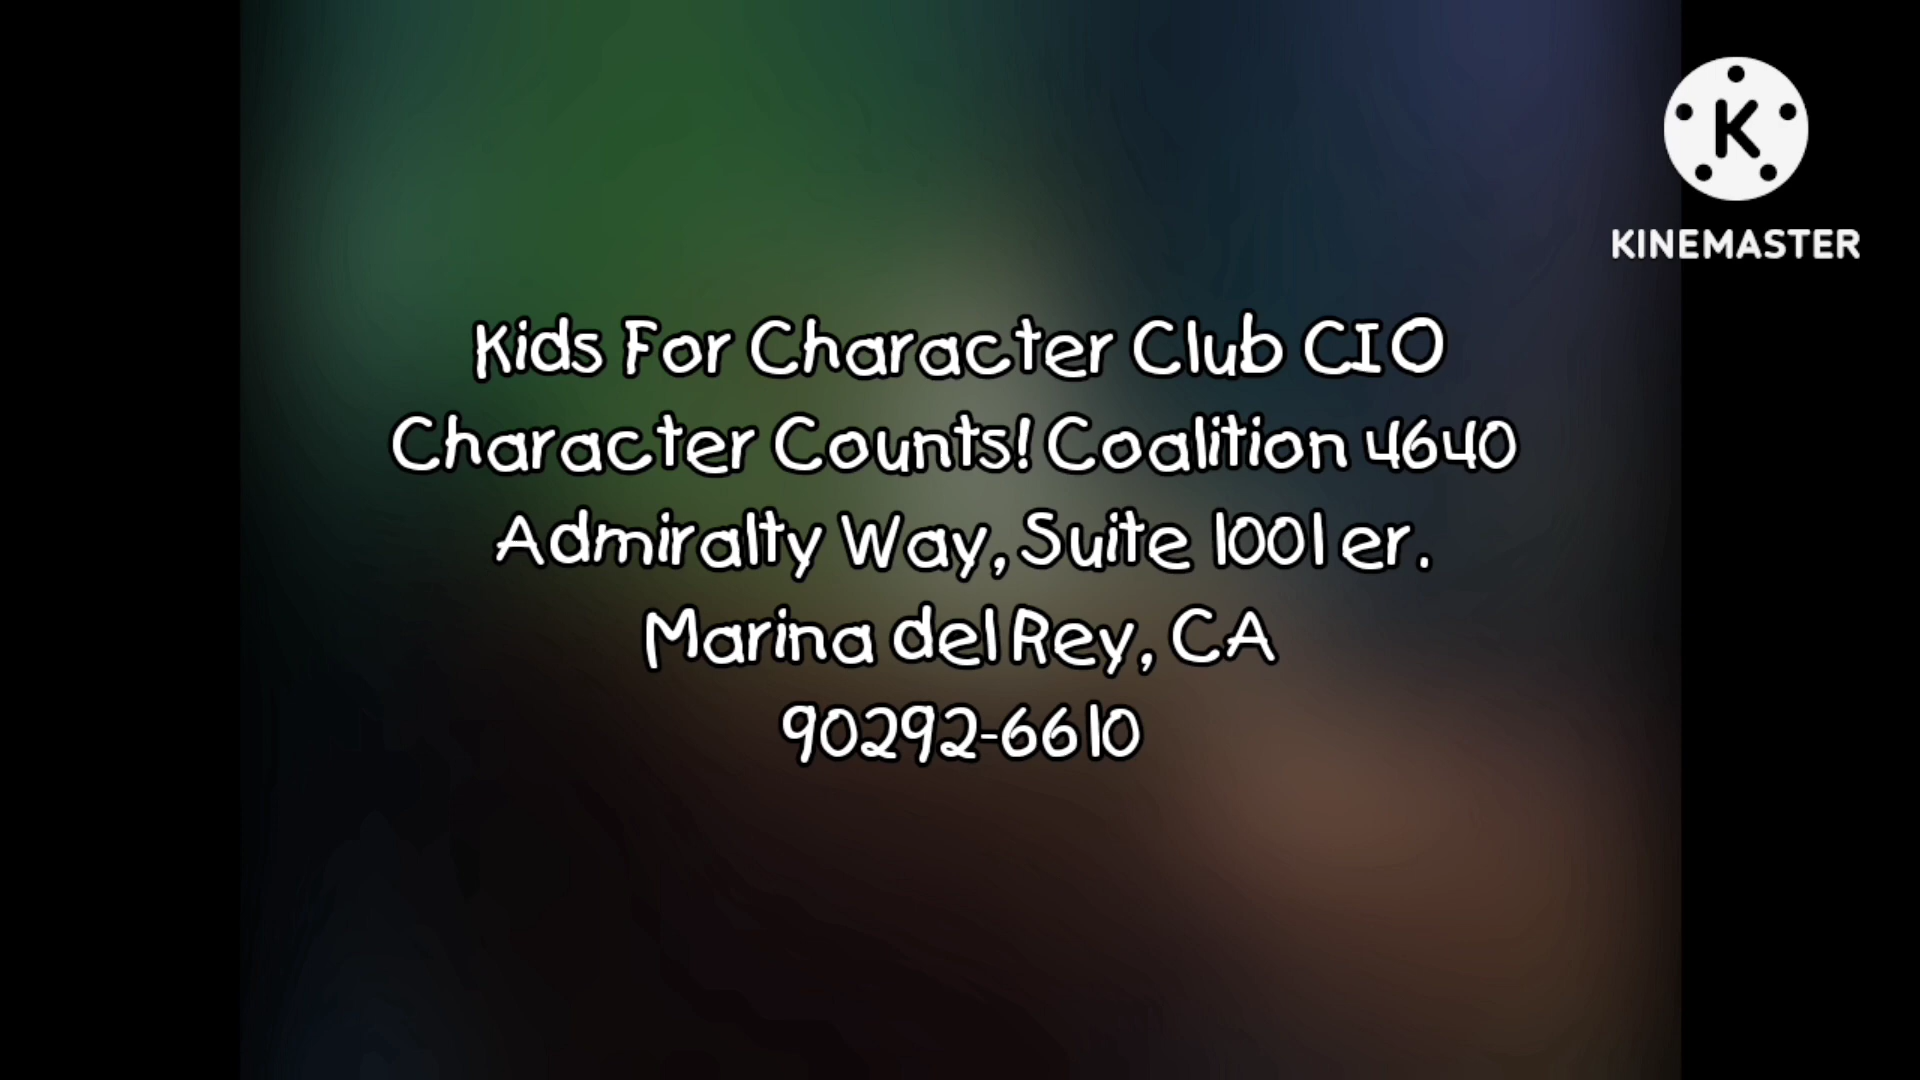 K
KINEMASTER
Kids For Character Club CIO
Character Counts! Coalition 4640
Admiralty Way, Suite 1001 er.
Marina del Rey, CA
90292-6610